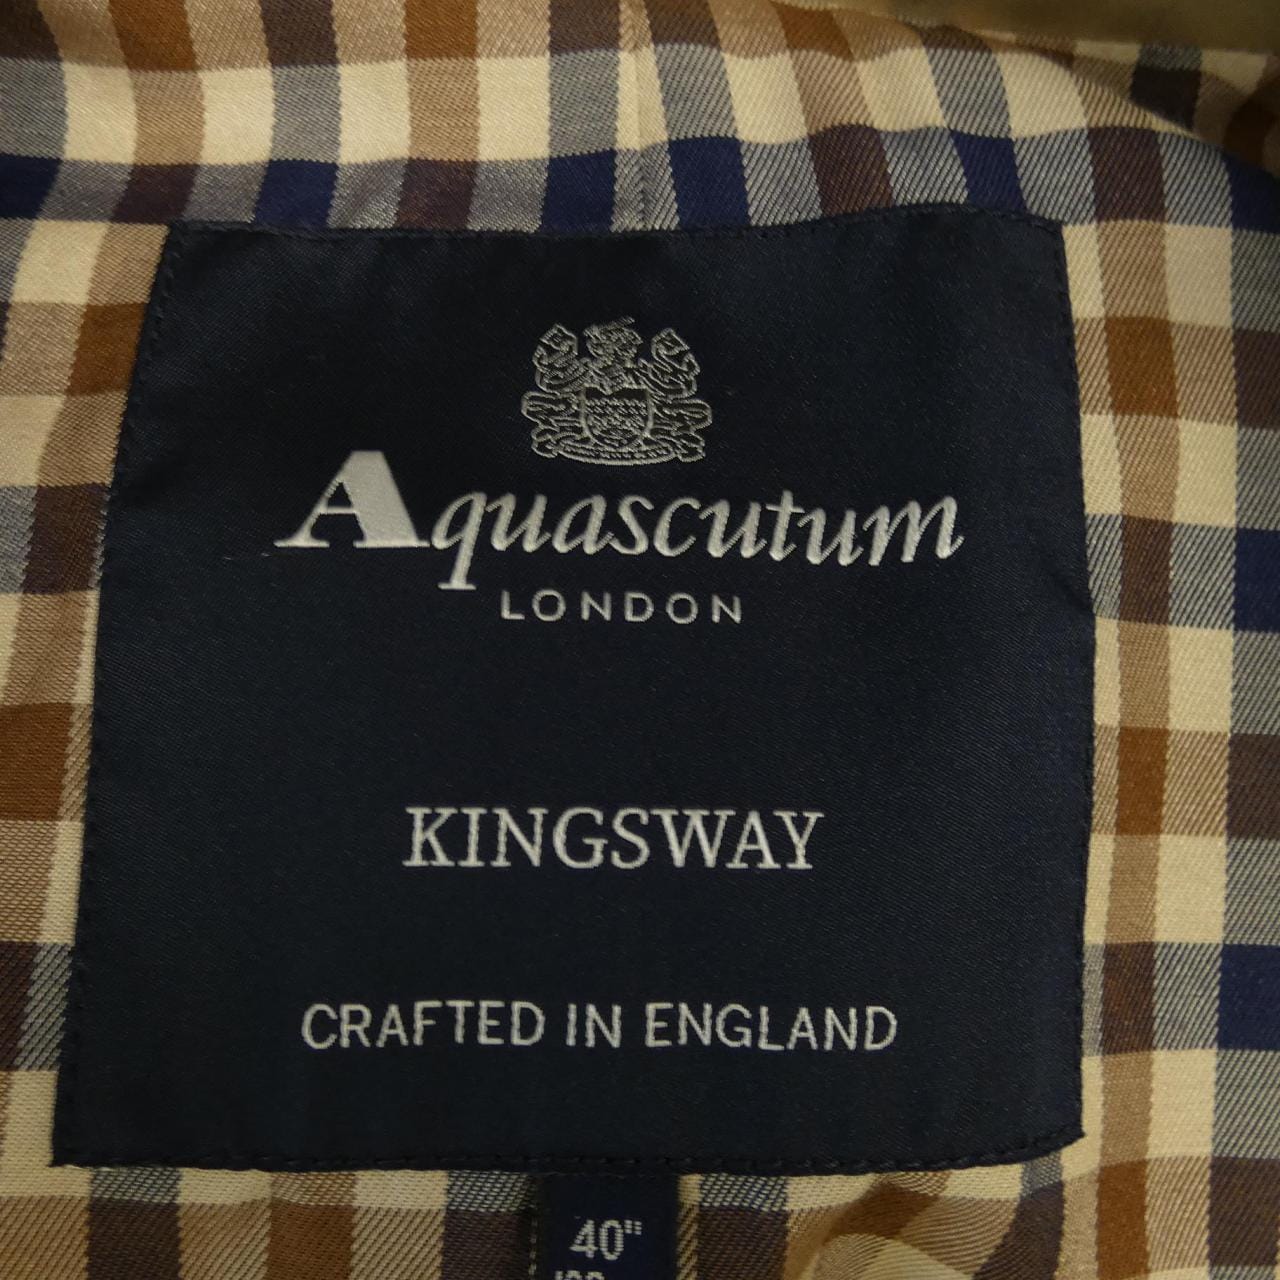 Aquascutum
LONDON
KINGSWAY
CRAFTED IN ENGLAND
40"